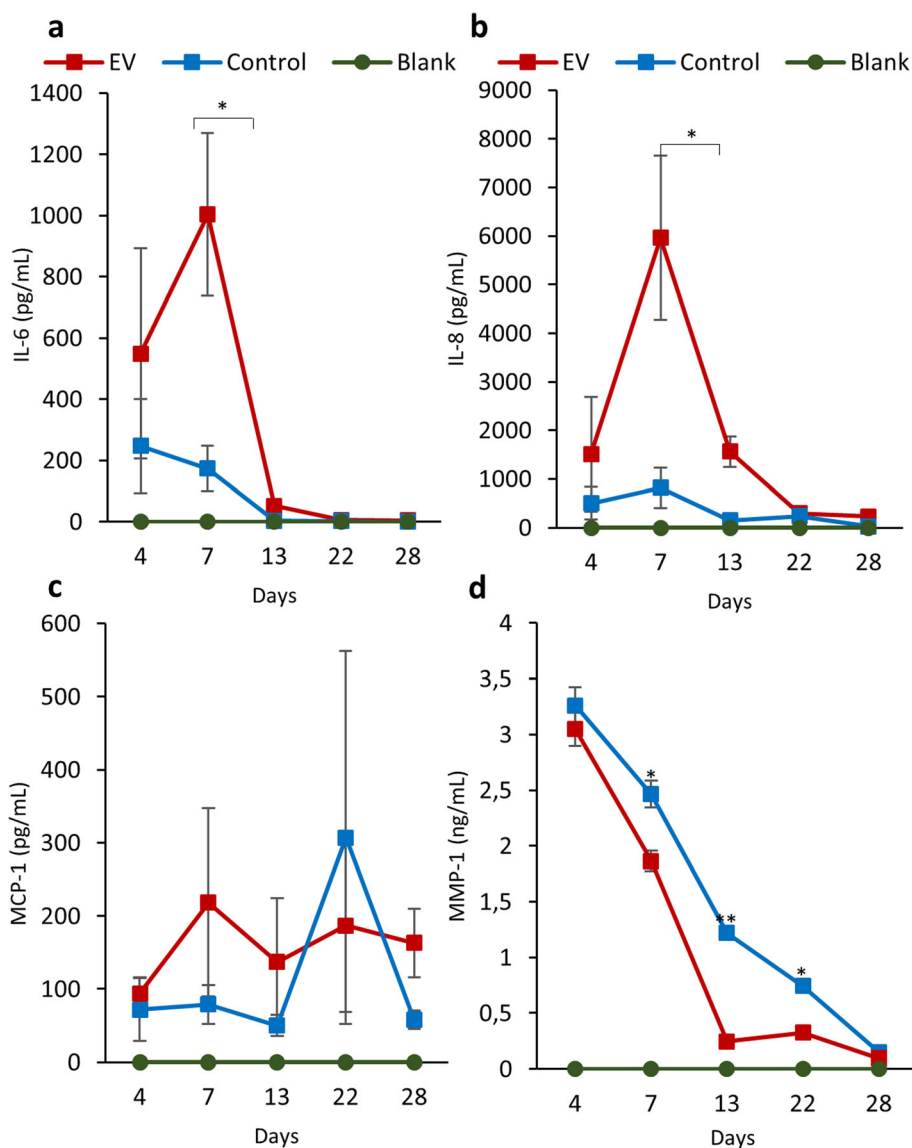 a
EV Control Blank
1400
1200
1000
800
600
400
200
0
IL-6 (pg/mL)
*
4 7 13 22 28
Days
b
EV Control Blank
9000
8000
7000
6000
5000
4000
3000
2000
1000
0
IL-8 (pg/mL)
*
4 7 13 22 28
Days
c
600
500
400
300
200
100
0
MCP-1 (pg/mL)
4 7 13 22 28
Days
d
4
3,5
3
2,5
2
1,5
1
0,5
0
MMP-1 (ng/mL)
*
**
*
4 7 13 22 28
Days